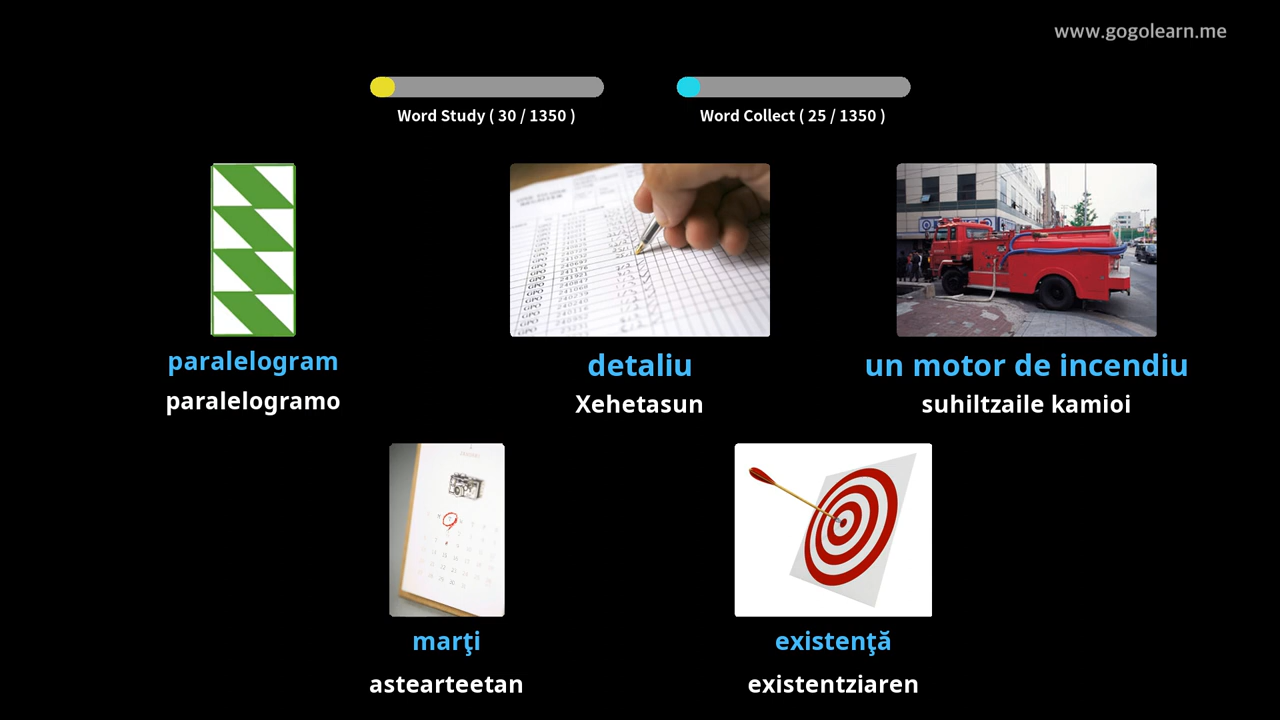 www.gogolearn.me
Word Study ( 30 / 1350 )
Word Collect ( 25 / 1350 )
paralelogram
paralelogramo
detaliu
Xehetasun
un motor de incendiu
suhiltzaile kamioi
marţi
astearteetan
existenţă
existentziaren